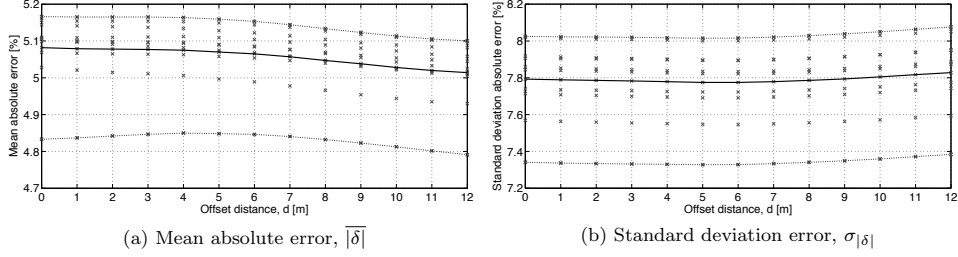 5.2
5.1
5
4.9
4.8
4.7
Mean absolute error [%]
0 1 2 3 4 5 6 7 8 9 10 11 12
Offset distance, d [m]
(a) Mean absolute error, |δ|
8.2
8
7.8
7.6
7.4
7.2
Standard deviation absolute error [%]
0 1 2 3 4 5 6 7 8 9 10 11 12
Offset distance, d [m]
(b) Standard deviation error, σ|δ|